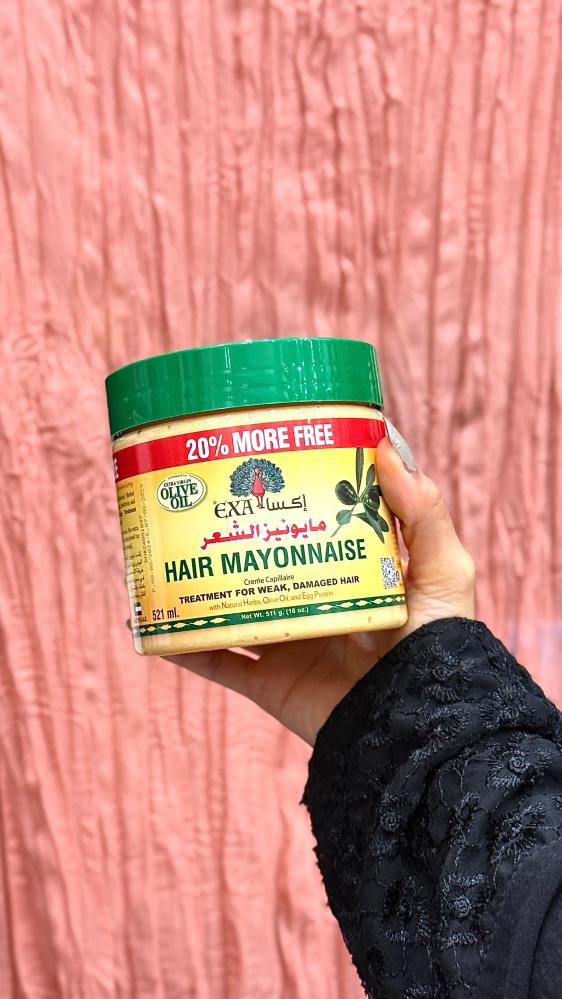 20% MORE FREE
EXTRA VIRGIN
OLIVE
OIL
EXA إكسا
مايونيز الشعر
HAIR MAYONNAISE
Creme Capillaire
TREATMENT FOR WEAK, DAMAGED HAIR
with Natural Herbs, Olive Oil, and Egg Protein
521 ml.
Net Wt. 511 g. (18 oz.)